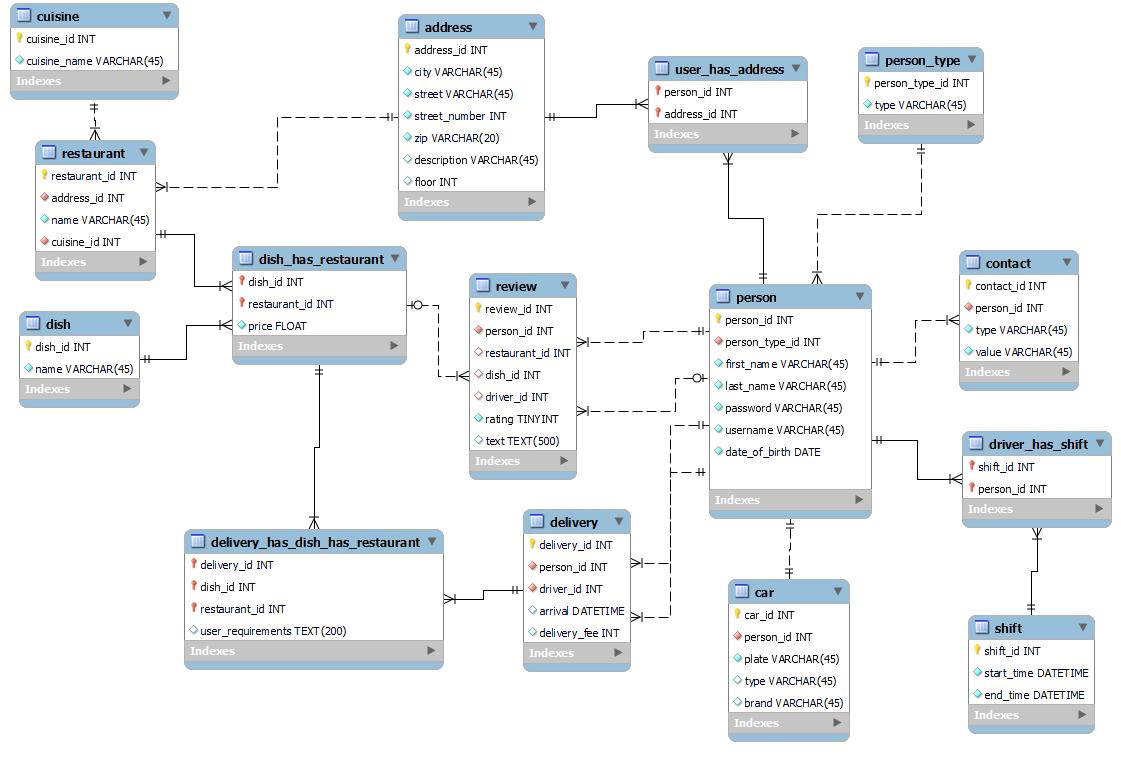 cuisine
cuisine_id INT
cuisine_name VARCHAR(45)
Indexes
address
address_id INT
city VARCHAR(45)
street VARCHAR(45)
street_number INT
zip VARCHAR(20)
description VARCHAR(45)
floor INT
Indexes
user_has_address
person_id INT
address_id INT
Indexes
person_type
person_type_id INT
type VARCHAR(45)
Indexes
restaurant
restaurant_id INT
address_id INT
name VARCHAR(45)
cuisine_id INT
Indexes
dish_has_restaurant
dish_id INT
restaurant_id INT
price FLOAT
Indexes
review
review_id INT
person_id INT
restaurant_id INT
dish_id INT
driver_id INT
rating TINYINT
text TEXT(500)
Indexes
person
person_id INT
person_type_id INT
first_name VARCHAR(45)
last_name VARCHAR(45)
password VARCHAR(45)
username VARCHAR(45)
date_of_birth DATE
Indexes
contact
contact_id INT
person_id INT
type VARCHAR(45)
value VARCHAR(45)
Indexes
dish
dish_id INT
name VARCHAR(45)
Indexes
driver_has_shift
shift_id INT
person_id INT
Indexes
delivery_has_dish_has_restaurant
delivery_id INT
dish_id INT
restaurant_id INT
user_requirements TEXT(200)
Indexes
delivery
delivery_id INT
person_id INT
driver_id INT
arrival DATETIME
delivery_fee INT
Indexes
car
car_id INT
person_id INT
plate VARCHAR(45)
type VARCHAR(45)
brand VARCHAR(45)
Indexes
shift
shift_id INT
start_time DATETIME
end_time DATETIME
Indexes